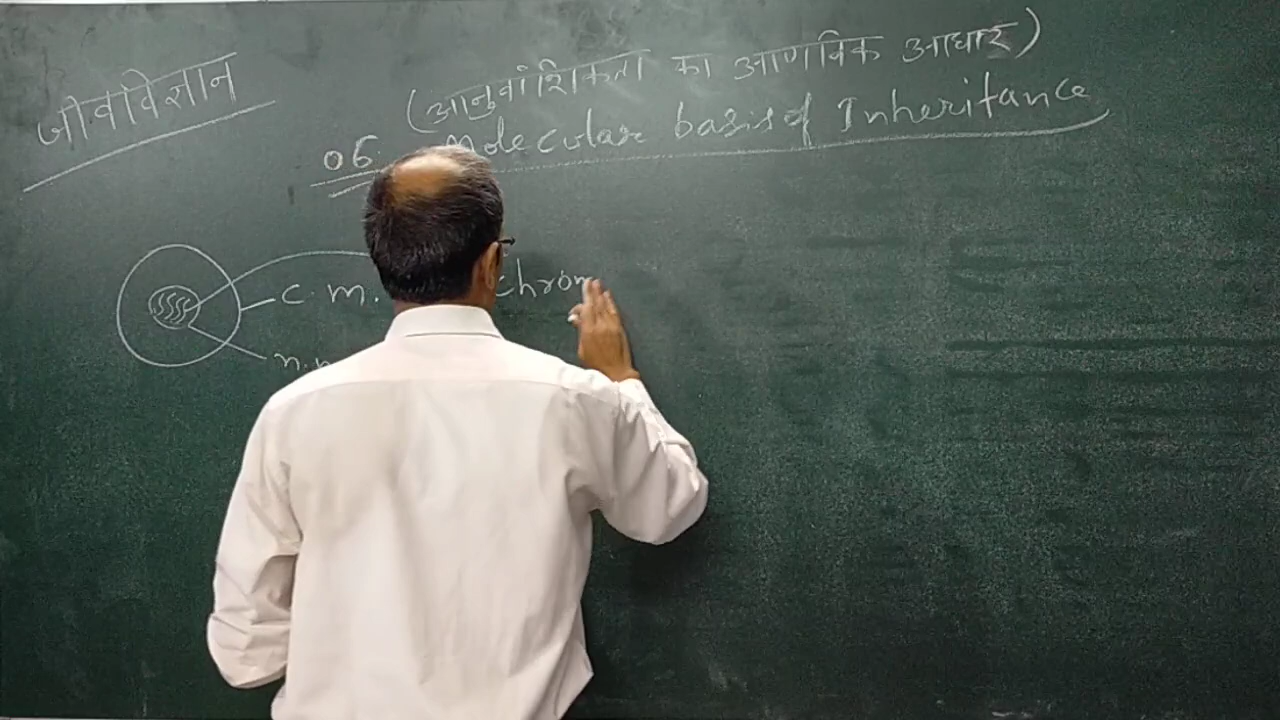 जीवविज्ञान
(आनुवांशिकता का आणविक आधार)
06. Molecular basis of Inheritance
C.M. chrom
n.m